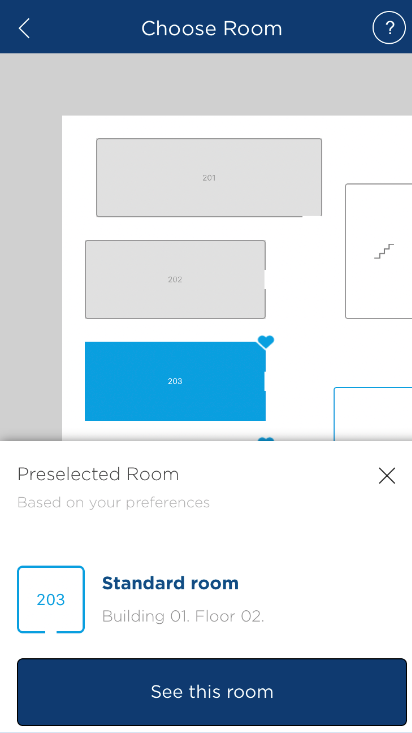 Choose Room
?
201
202
203
Preselected Room
Based on your preferences
203
Standard room
Building 01. Floor 02.
See this room